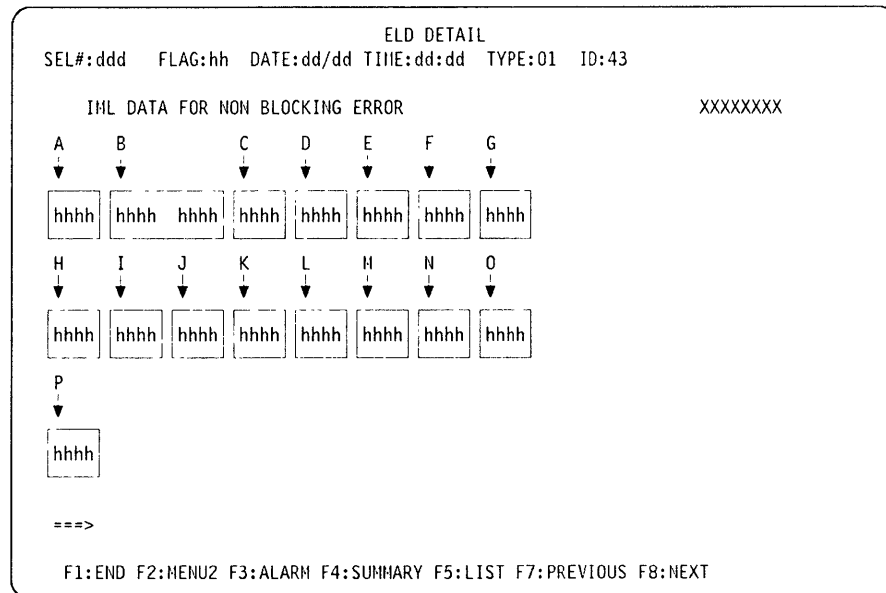 ELD DETAIL
SEL#:ddd FLAG:hh DATE:dd/dd TIME:dd:dd TYPE:01 ID:43
IML DATA FOR NON BLOCKING ERROR XXXXXXXX
A B C D E F G
hhhh hhhh hhhh hhhh hhhh hhhh hhhh hhhh
H I J K L M N O
hhhh hhhh hhhh hhhh hhhh hhhh hhhh hhhh
P
hhhh
===>
F1:END F2:MENU2 F3:ALARM F4:SUMMARY F5:LIST F7:PREVIOUS F8:NEXT